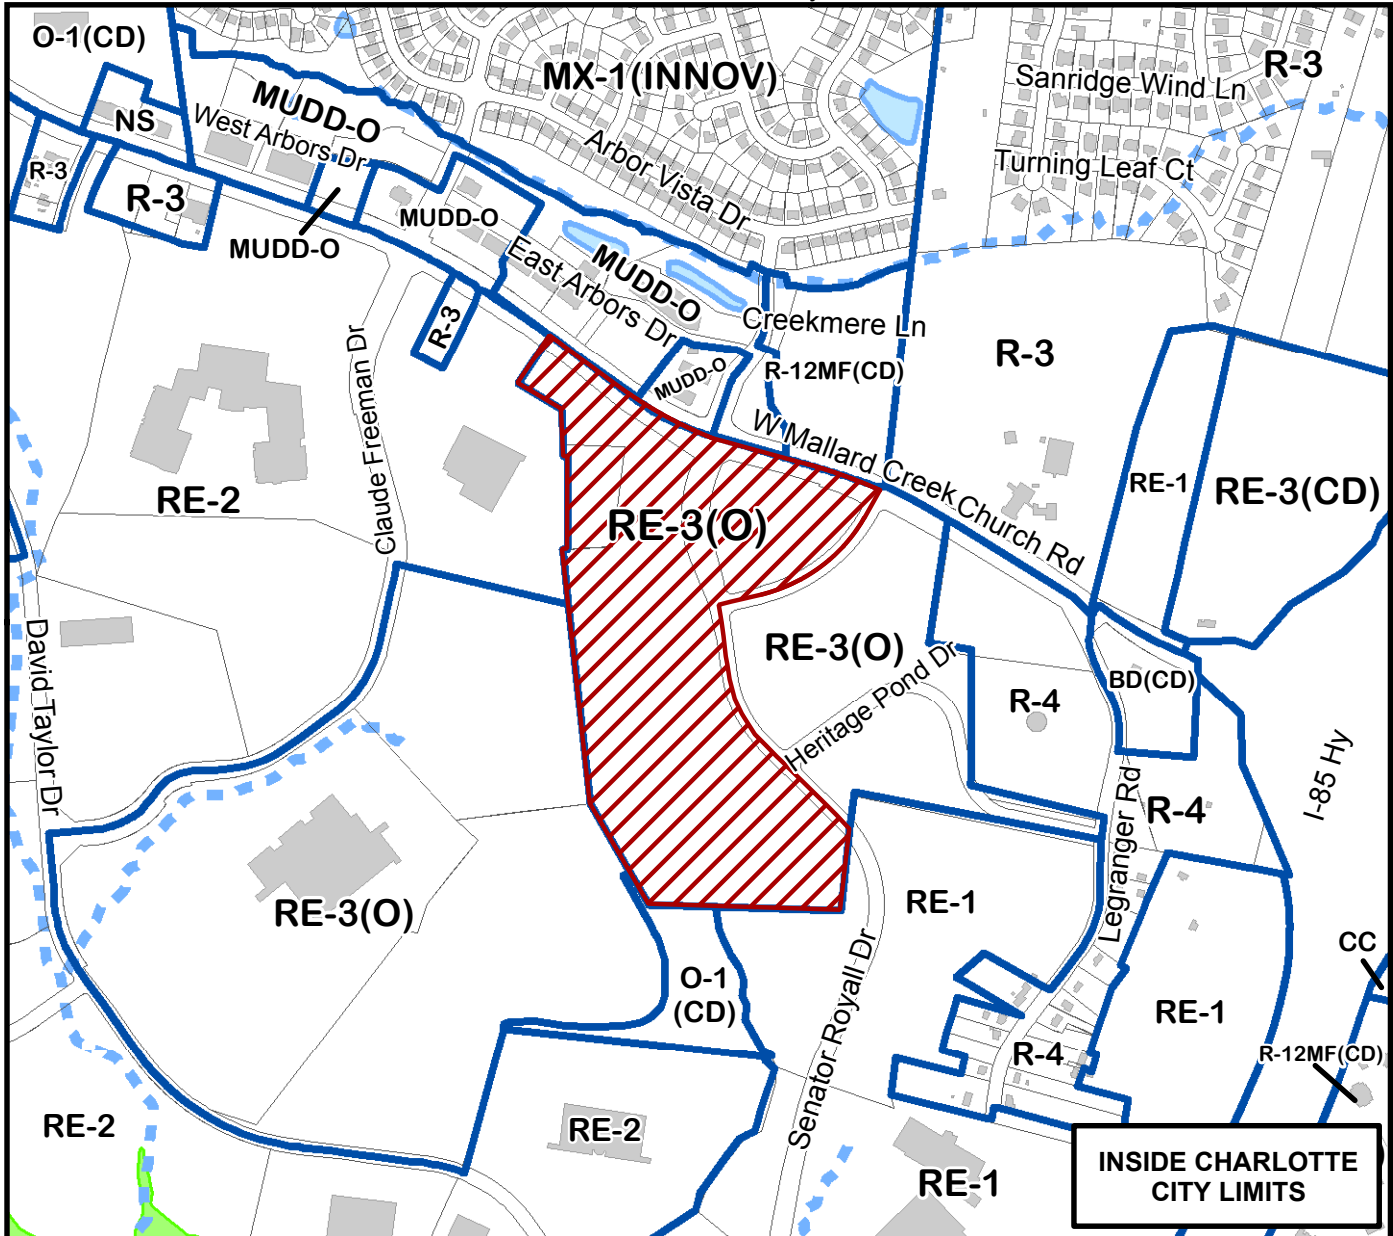 O-1(CD)
MX-1(INNOV)
R-3
Sanridge Wind Ln
MUDD-O
NS
West Arbors Dr
Arbor Vista Dr
Turning Leaf Ct
R-3
R-3
MUDD-O
MUDD-O
East Arbors Dr
MUDD-O
Creekmere Ln
R-3
R-3
MUDD-O
R-12MF(CD)
Claude Freeman Dr
W Mallard Creek Church Rd
RE-1
RE-3(CD)
RE-2
RE-3(O)
RE-3(O)
Heritage Pond Dr
BD(CD)
R-4
David Taylor Dr
I-85 Hy
Legranger Rd
R-4
RE-3(O)
RE-1
CC
O-1
(CD)
Senator Royall Dr
RE-1
R-4
R-12MF(CD)
RE-2
RE-2
RE-1
INSIDE CHARLOTTE
CITY LIMITS